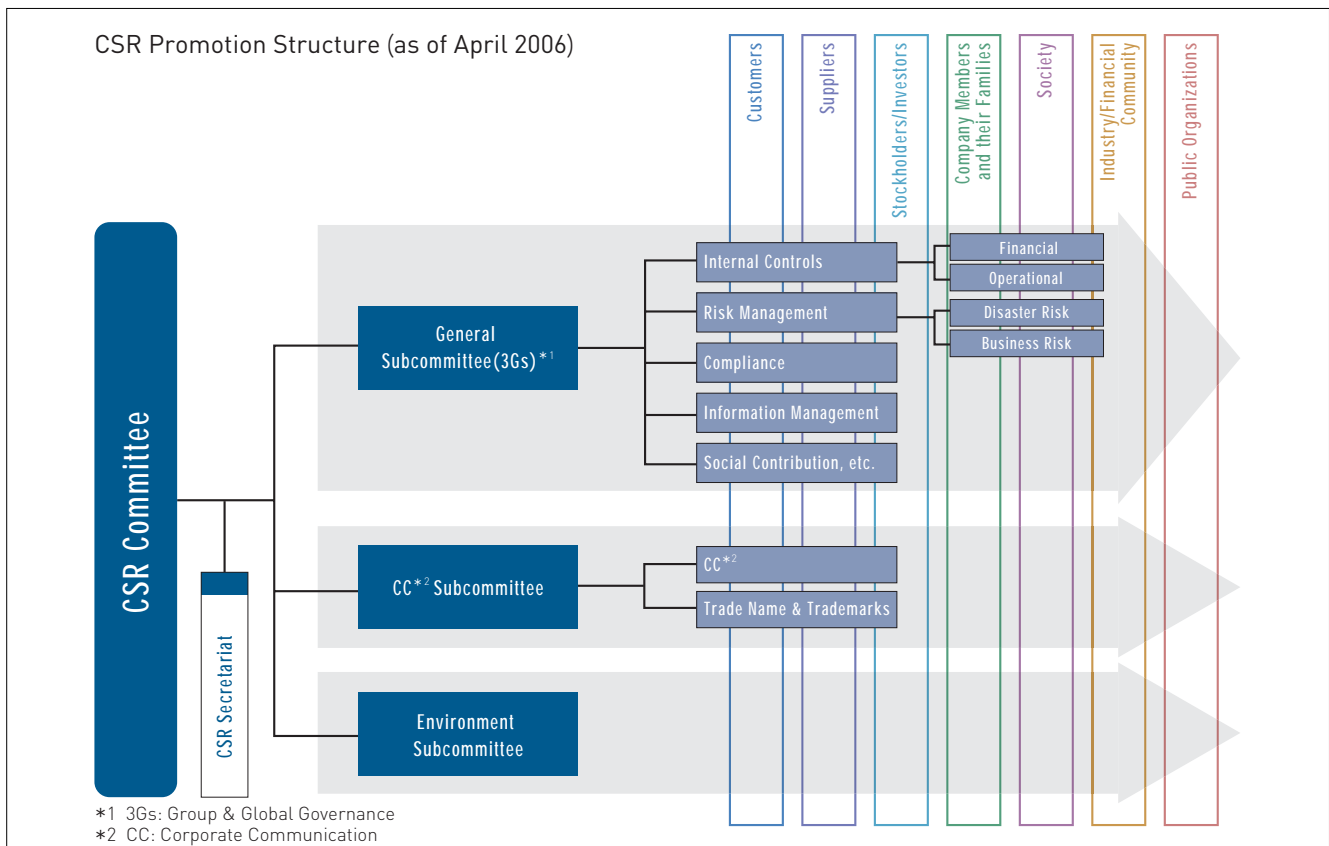 CSR Promotion Structure (as of April 2006)
Customers
Suppliers
Stockholders/Investors
Company Members
and their Families
Society
Industry/Financial
Community
Public Organizations
CSR Committee
CSR Secretariat
General
Subcommittee(3Gs)*1
Internal Controls
Financial
Operational
Risk Management
Disaster Risk
Business Risk
Compliance
Information Management
Social Contribution, etc.
CC*2 Subcommittee
CC*2
Trade Name & Trademarks
Environment
Subcommittee
*1 3Gs: Group & Global Governance
*2 CC: Corporate Communication